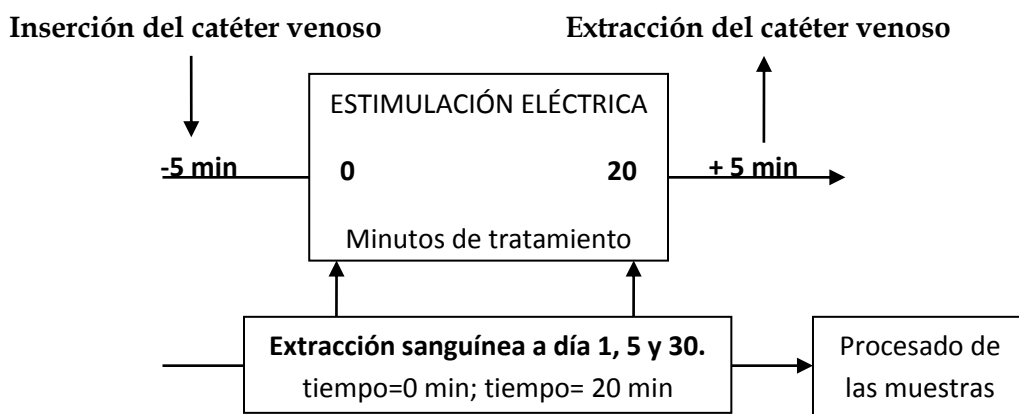 Inserción del catéter venoso
Extracción del catéter venoso
ESTIMULACIÓN ELÉCTRICA
-5 min
0
20
+ 5 min
Minutos de tratamiento
Extracción sanguínea a día 1, 5 y 30.
tiempo=0 min; tiempo= 20 min
Procesado de
las muestras